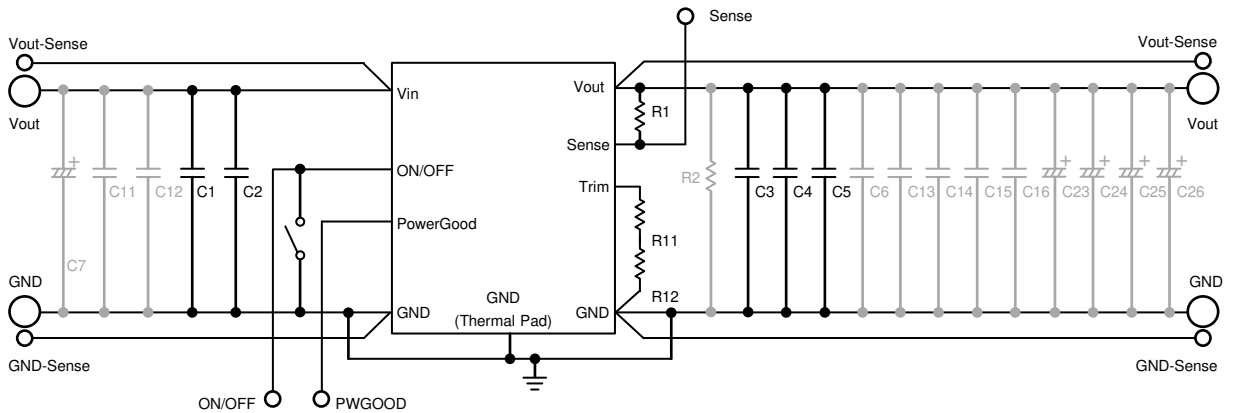 Sense
Vout-Sense
Vout
Vin
Vout
R1
Vout-Sense
Vout
Sense
ON/OFF
Trim
C11
C12
C1
C2
R2
C3
C4
C5
C6
C13
C14
C15
C16
C23
C24
C25
C26
PowerGood
R11
C7
GND
GND
GND
(Thermal Pad)
GND
R12
GND
GND
GND-Sense
GND-Sense
ON/OFF
PWGOOD
+
+
+
+
+